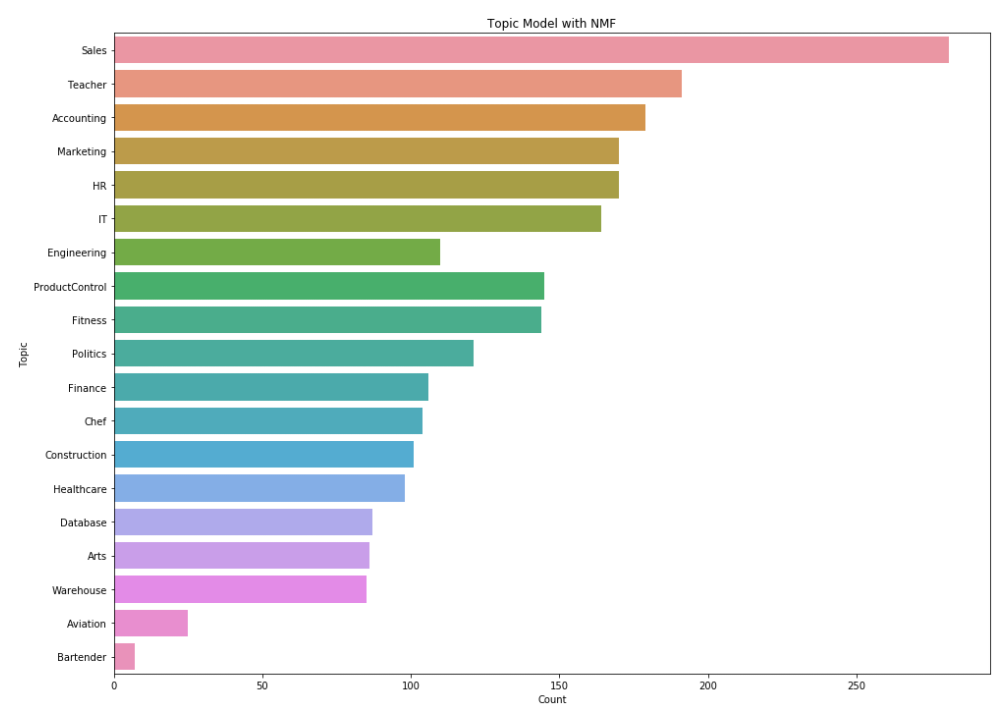 Topic Model with NMF
Sales
Teacher
Accounting
Marketing
HR
IT
Engineering
ProductControl
Fitness
Politics
Finance
Chef
Construction
Healthcare
Database
Arts
Warehouse
Aviation
Bartender
Topic
0 50 100 150 200 250
Count